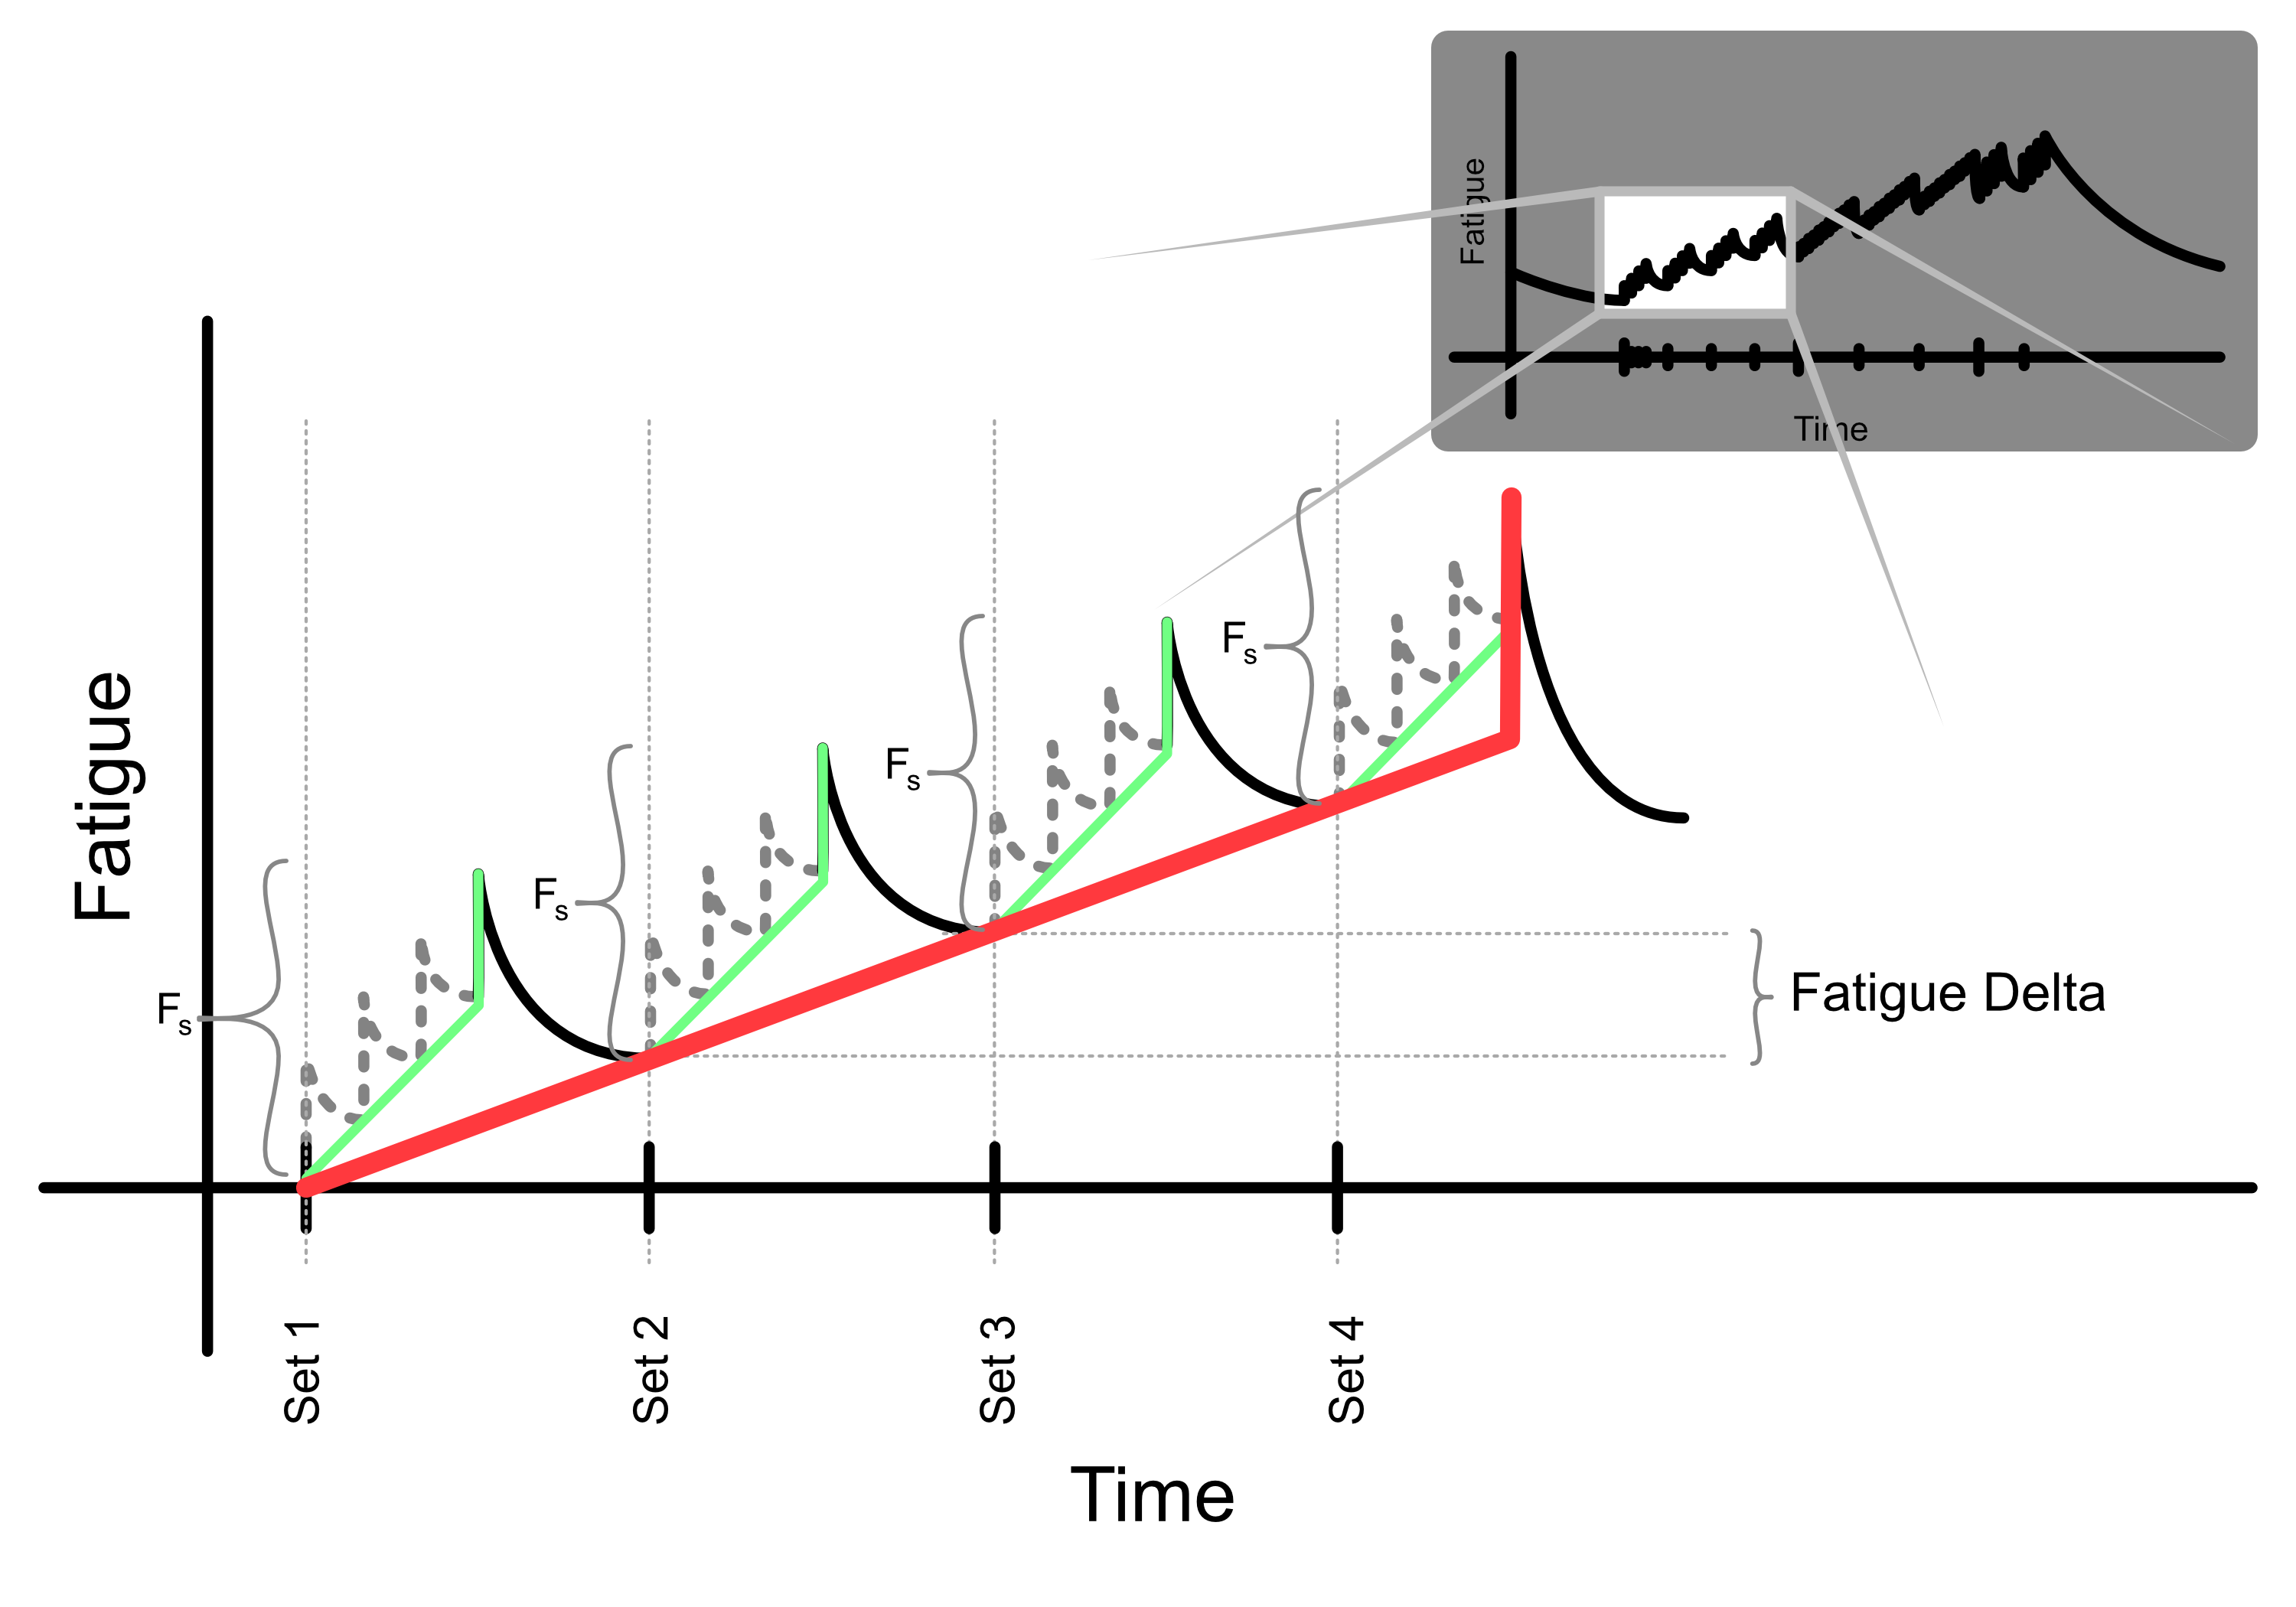 Fatigue
Time
Fatigue
Fs
Fs
Fs
Fs
Fatigue Delta
Set 1
Set 2
Set 3
Set 4
Time